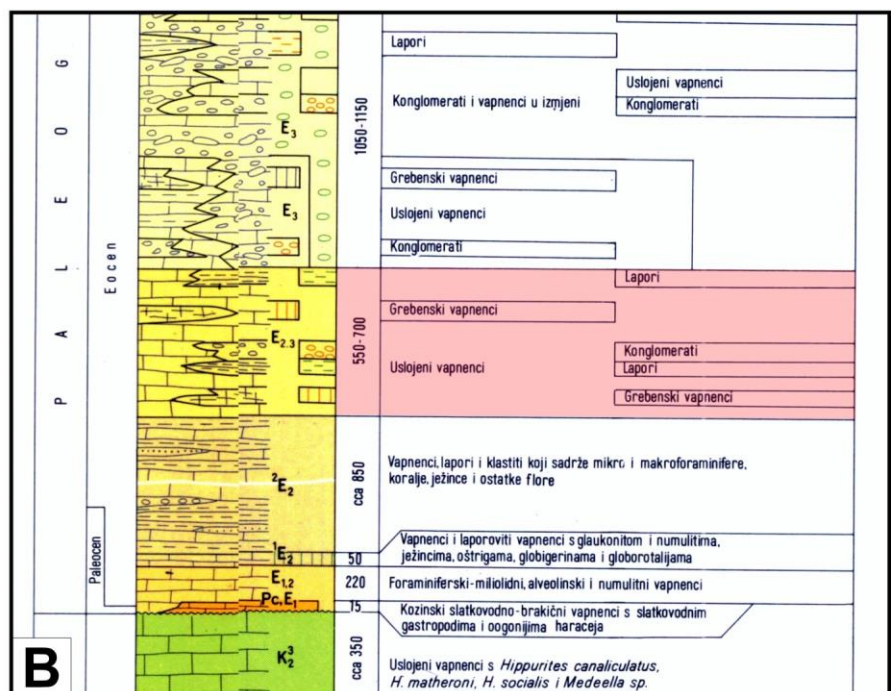 PALEOG
Eocen
Paleocen
E₃
E₃
E₂.₃
²E₂
¹E₂
E₁,₂
Pc,E₁
K₂³
1050-1150
550-700
cca 850
50
220
15
cca 350
Lapori
Uslojeni vapnenci
Konglomerati i vapnenci u izmjeni
Konglomerati
Grebenski vapnenci
Uslojeni vapnenci
Konglomerati
Lapori
Grebenski vapnenci
Konglomerati
Uslojeni vapnenci
Lapori
Grebenski vapnenci
Vapnenci, lapori i klastiti koji sadrže mikro i makroforaminifere,
koralje, ježince i ostatke flore
Vapnenci i laporoviti vapnenci s glaukonitom i numulitima,
ježincima, oštrigama, globigerinama i globorotalijama
Foraminiferski-miliolidni, alveolinski i numulitni vapnenci
Kozinski slatkovodno-brakični vapnenci s slatkovodnim
gastropodima i oogonijima haraceja
Uslojeni vapnenci s Hippurites canaliculatus,
H. matheroni, H. socialis i Medeella sp.
B